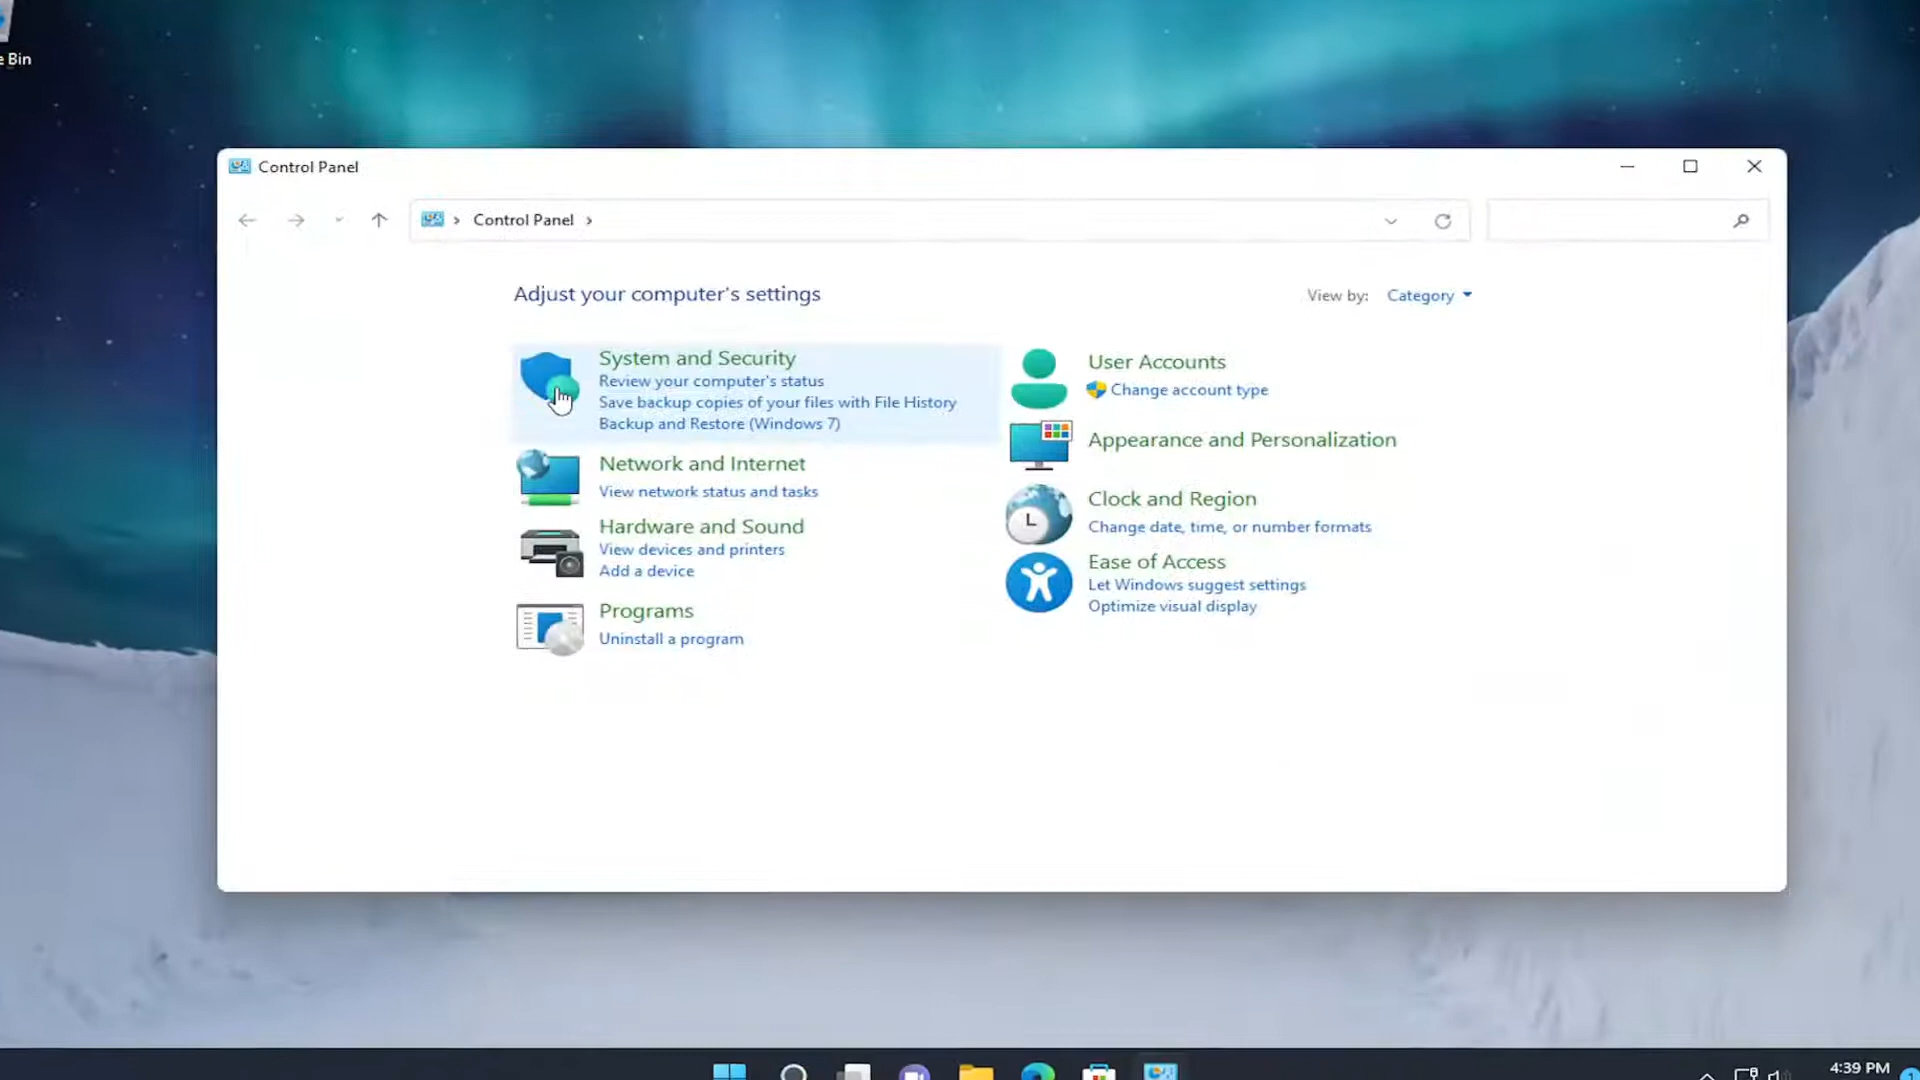 e Bin
Control Panel
Control Panel
Adjust your computer's settings
View by: Category
System and Security
Review your computer's status
Save backup copies of your files with File History
Backup and Restore (Windows 7)
Network and Internet
View network status and tasks
Hardware and Sound
View devices and printers
Add a device
Programs
Uninstall a program
User Accounts
Change account type
Appearance and Personalization
Clock and Region
Change date, time, or number formats
Ease of Access
Let Windows suggest settings
Optimize visual display
4:39 PM